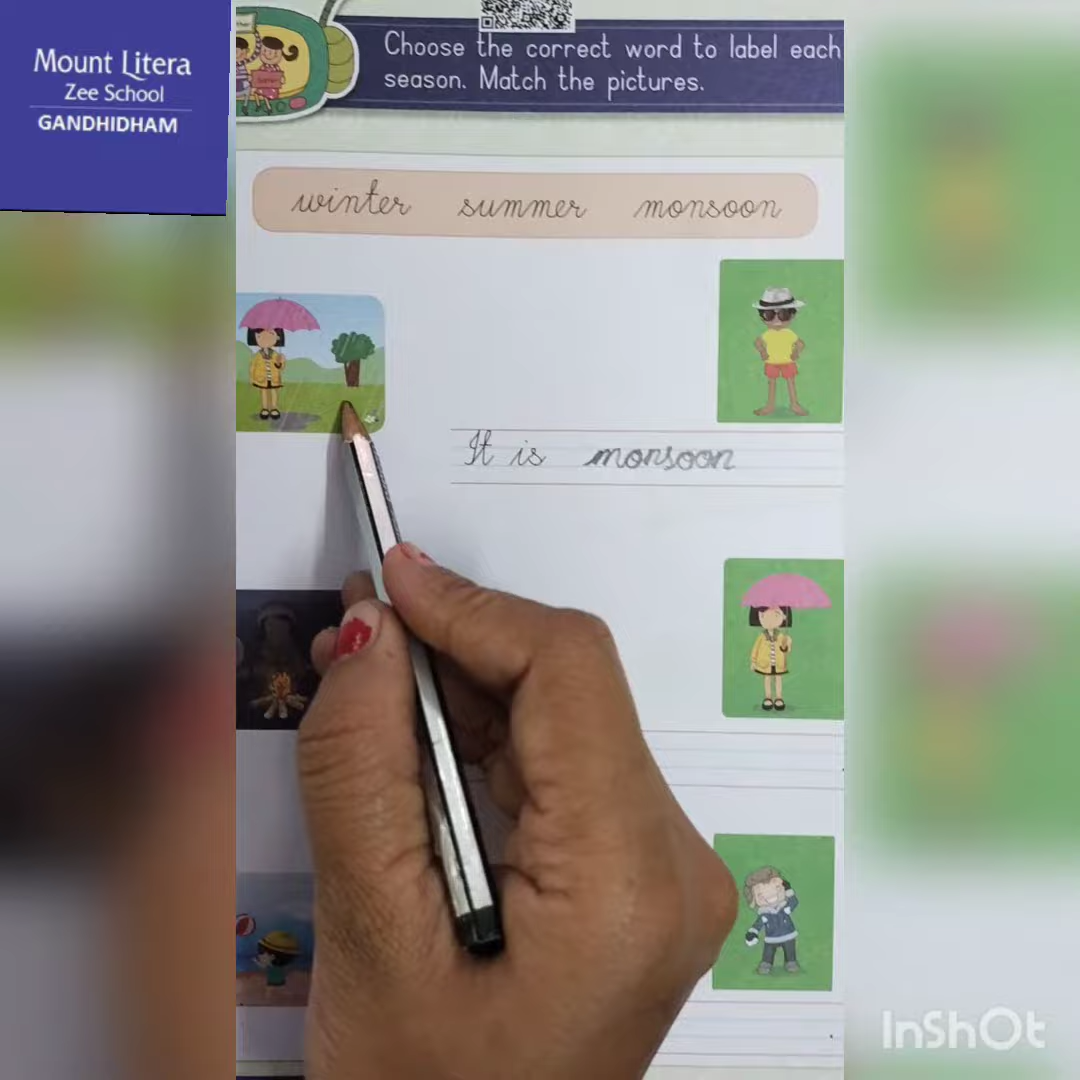 Mount Litera
Zee School
GANDHIDHAM
Choose the correct word to label each
season. Match the pictures.
winter summer monsoon
It is monsoon
InShOt